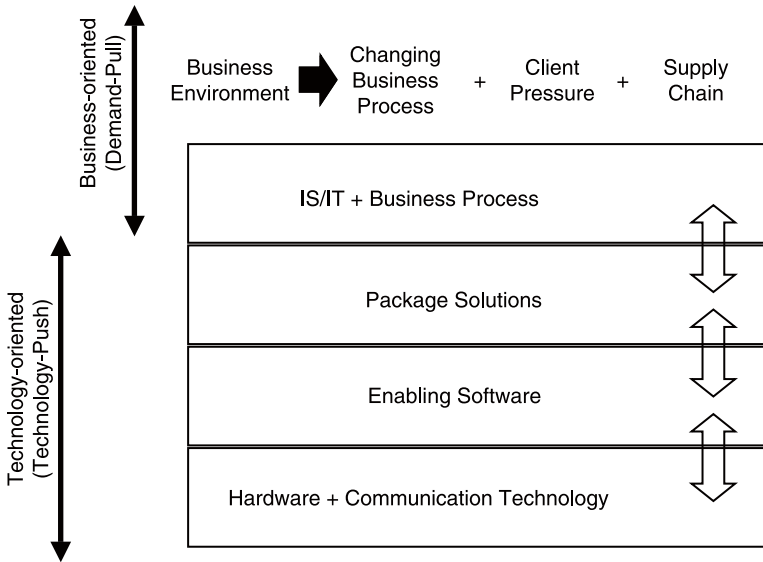 Business-oriented
(Demand-Pull)
Business
Environment
Changing
Business
Process
+
Client
Pressure
+
Supply
Chain
IS/IT + Business Process
Technology-oriented
(Technology-Push)
Package Solutions
Enabling Software
Hardware + Communication Technology